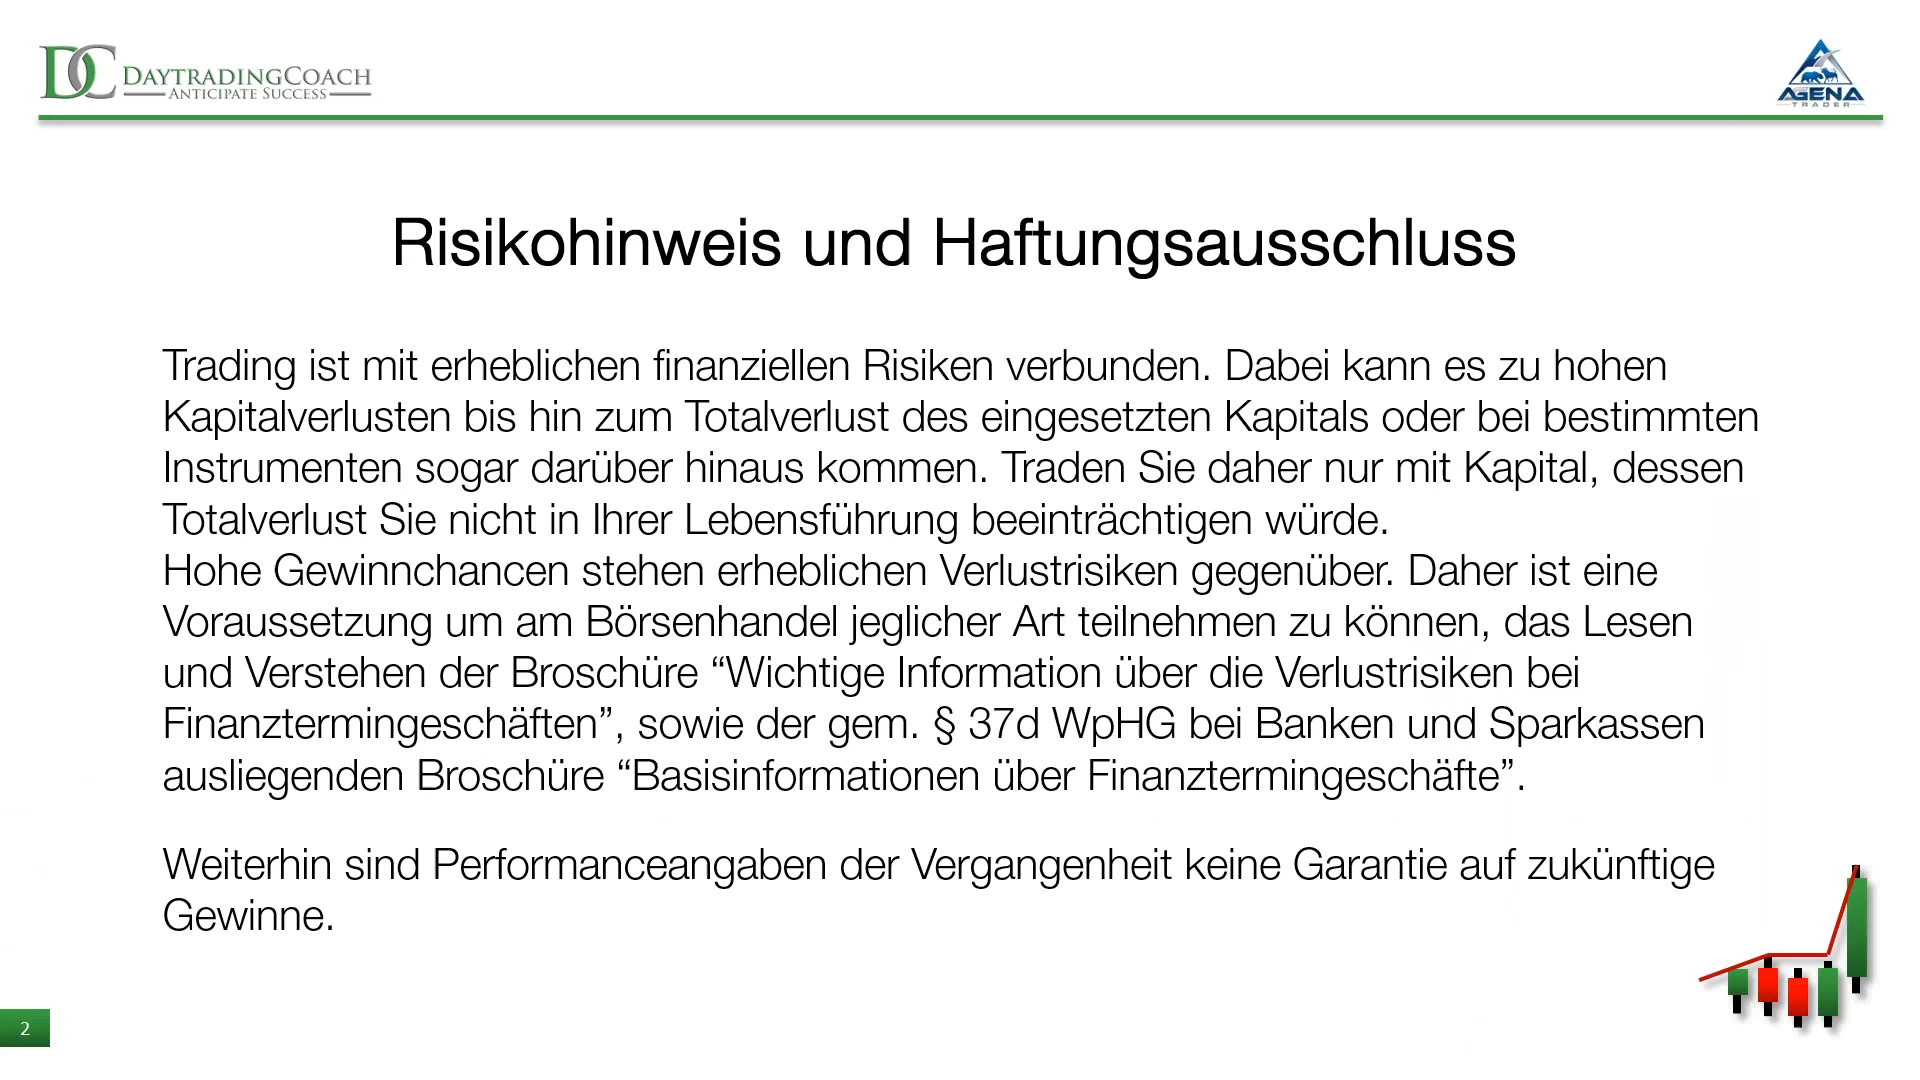 DC DAYTRADINGCOACH
ANTICIPATE SUCCESS
AGENA
TRADER
Risikohinweis und Haftungsausschluss
Trading ist mit erheblichen finanziellen Risiken verbunden. Dabei kann es zu hohen
Kapitalverlusten bis hin zum Totalverlust des eingesetzten Kapitals oder bei bestimmten
Instrumenten sogar darüber hinaus kommen. Traden Sie daher nur mit Kapital, dessen
Totalverlust Sie nicht in Ihrer Lebensführung beeinträchtigen würde.
Hohe Gewinnchancen stehen erheblichen Verlustrisiken gegenüber. Daher ist eine
Voraussetzung um am Börsenhandel jeglicher Art teilnehmen zu können, das Lesen
und Verstehen der Broschüre “Wichtige Information über die Verlustrisiken bei
Finanztermingeschäften”, sowie der gem. § 37d WpHG bei Banken und Sparkassen
ausliegenden Broschüre “Basisinformationen über Finanztermingeschäfte”.
Weiterhin sind Performanceangaben der Vergangenheit keine Garantie auf zukünftige
Gewinne.
2